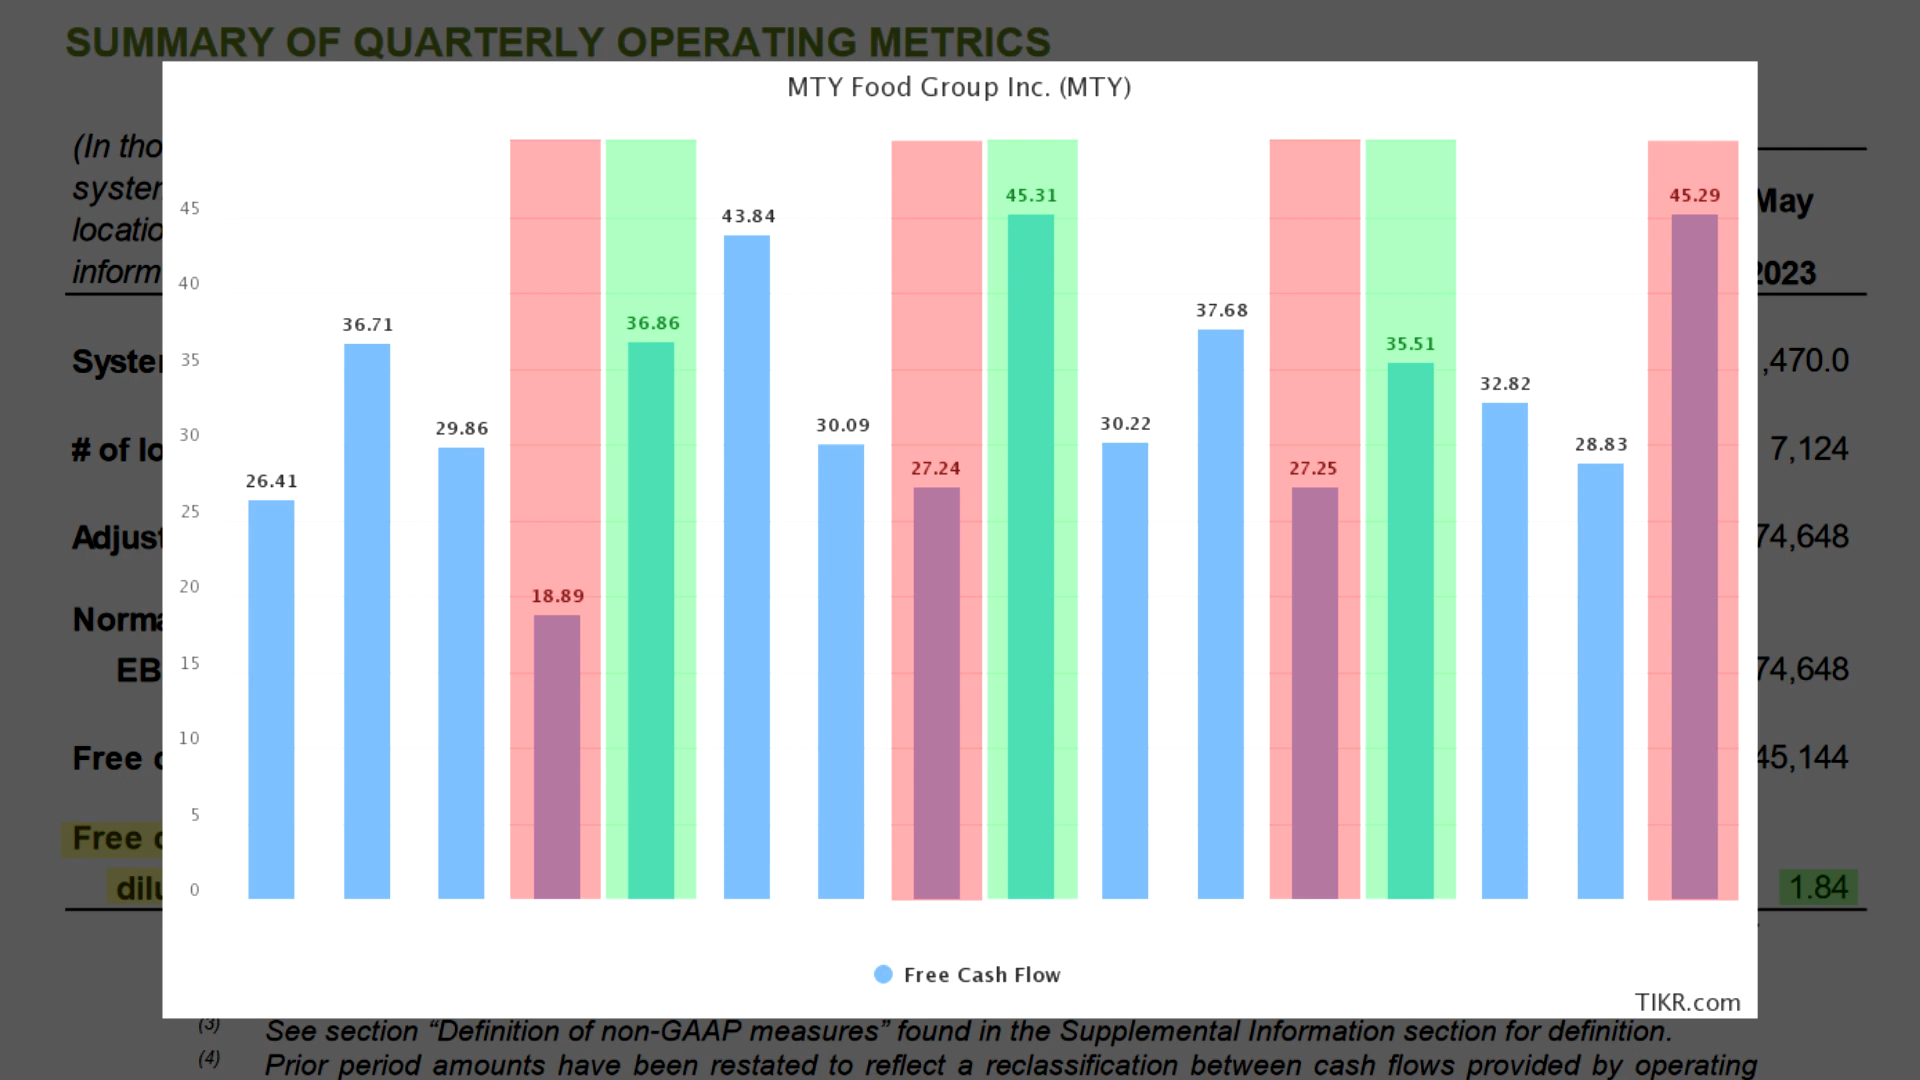 SUMMARY OF QUARTERLY OPERATING METRICS
MTY Food Group Inc. (MTY)
(In tho
system
locatio
inform
May
2023
45
40
35
30
25
20
15
10
5
0
26.41
36.71
29.86
18.89
36.86
43.84
30.09
27.24
45.31
30.22
37.68
27.25
35.51
32.82
28.83
45.29
Free Cash Flow
TIKR.com
System
,470.0
# of lo
7,124
Adjust
74,648
Norma
EB
74,648
Free c
45,144
Free c
dilu
1.84
(3) See section “Definition of non-GAAP measures” found in the Supplemental Information section for definition.
(4) Prior period amounts have been restated to reflect a reclassification between cash flows provided by operating